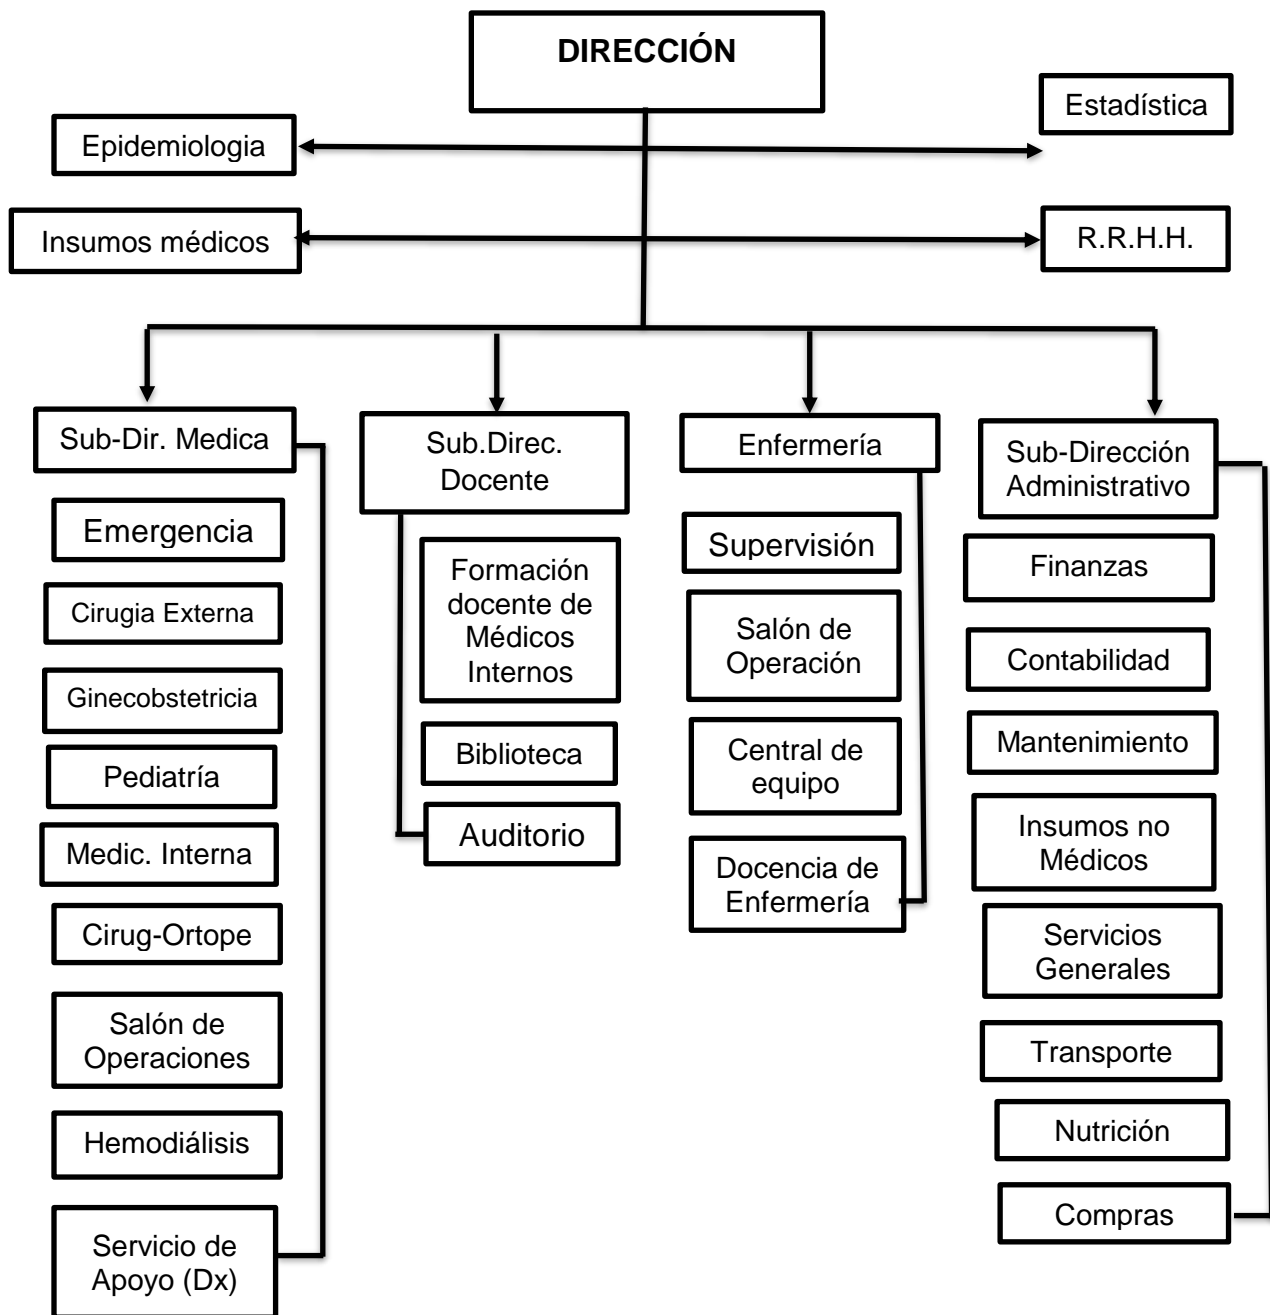 DIRECCIÓN
Estadística
Epidemiologia
Insumos médicos
R.R.H.H.
Sub-Dir. Medica
Emergencia
Cirugia Externa
Ginecobstetricia
Pediatría
Medic. Interna
Cirug-Ortope
Salón de
Operaciones
Hemodiálisis
Servicio de
Apoyo (Dx)
Sub.Direc.
Docente
Formación
docente de
Médicos
Internos
Biblioteca
Auditorio
Enfermería
Supervisión
Salón de
Operación
Central de
equipo
Docencia de
Enfermería
Sub-Dirección
Administrativo
Finanzas
Contabilidad
Mantenimiento
Insumos no
Médicos
Servicios
Generales
Transporte
Nutrición
Compras